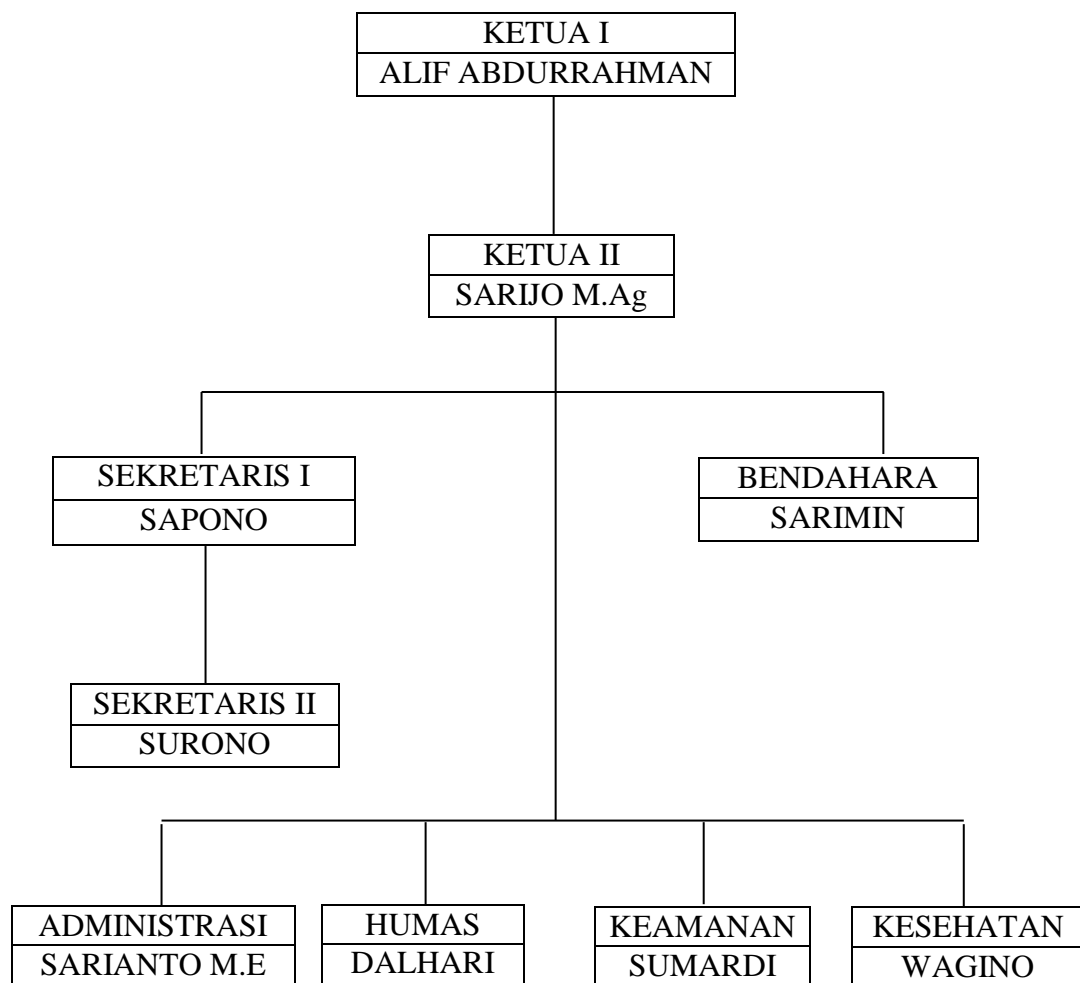 KETUA I
ALIF ABDURRAHMAN
KETUA II
SARIJO M.Ag
SEKRETARIS I
SAPONO
BENDAHARA
SARIMIN
SEKRETARIS II
SURONO
ADMINISTRASI
SARIANTO M.E
HUMAS
DALHARI
KEAMANAN
SUMARDI
KESEHATAN
WAGINO